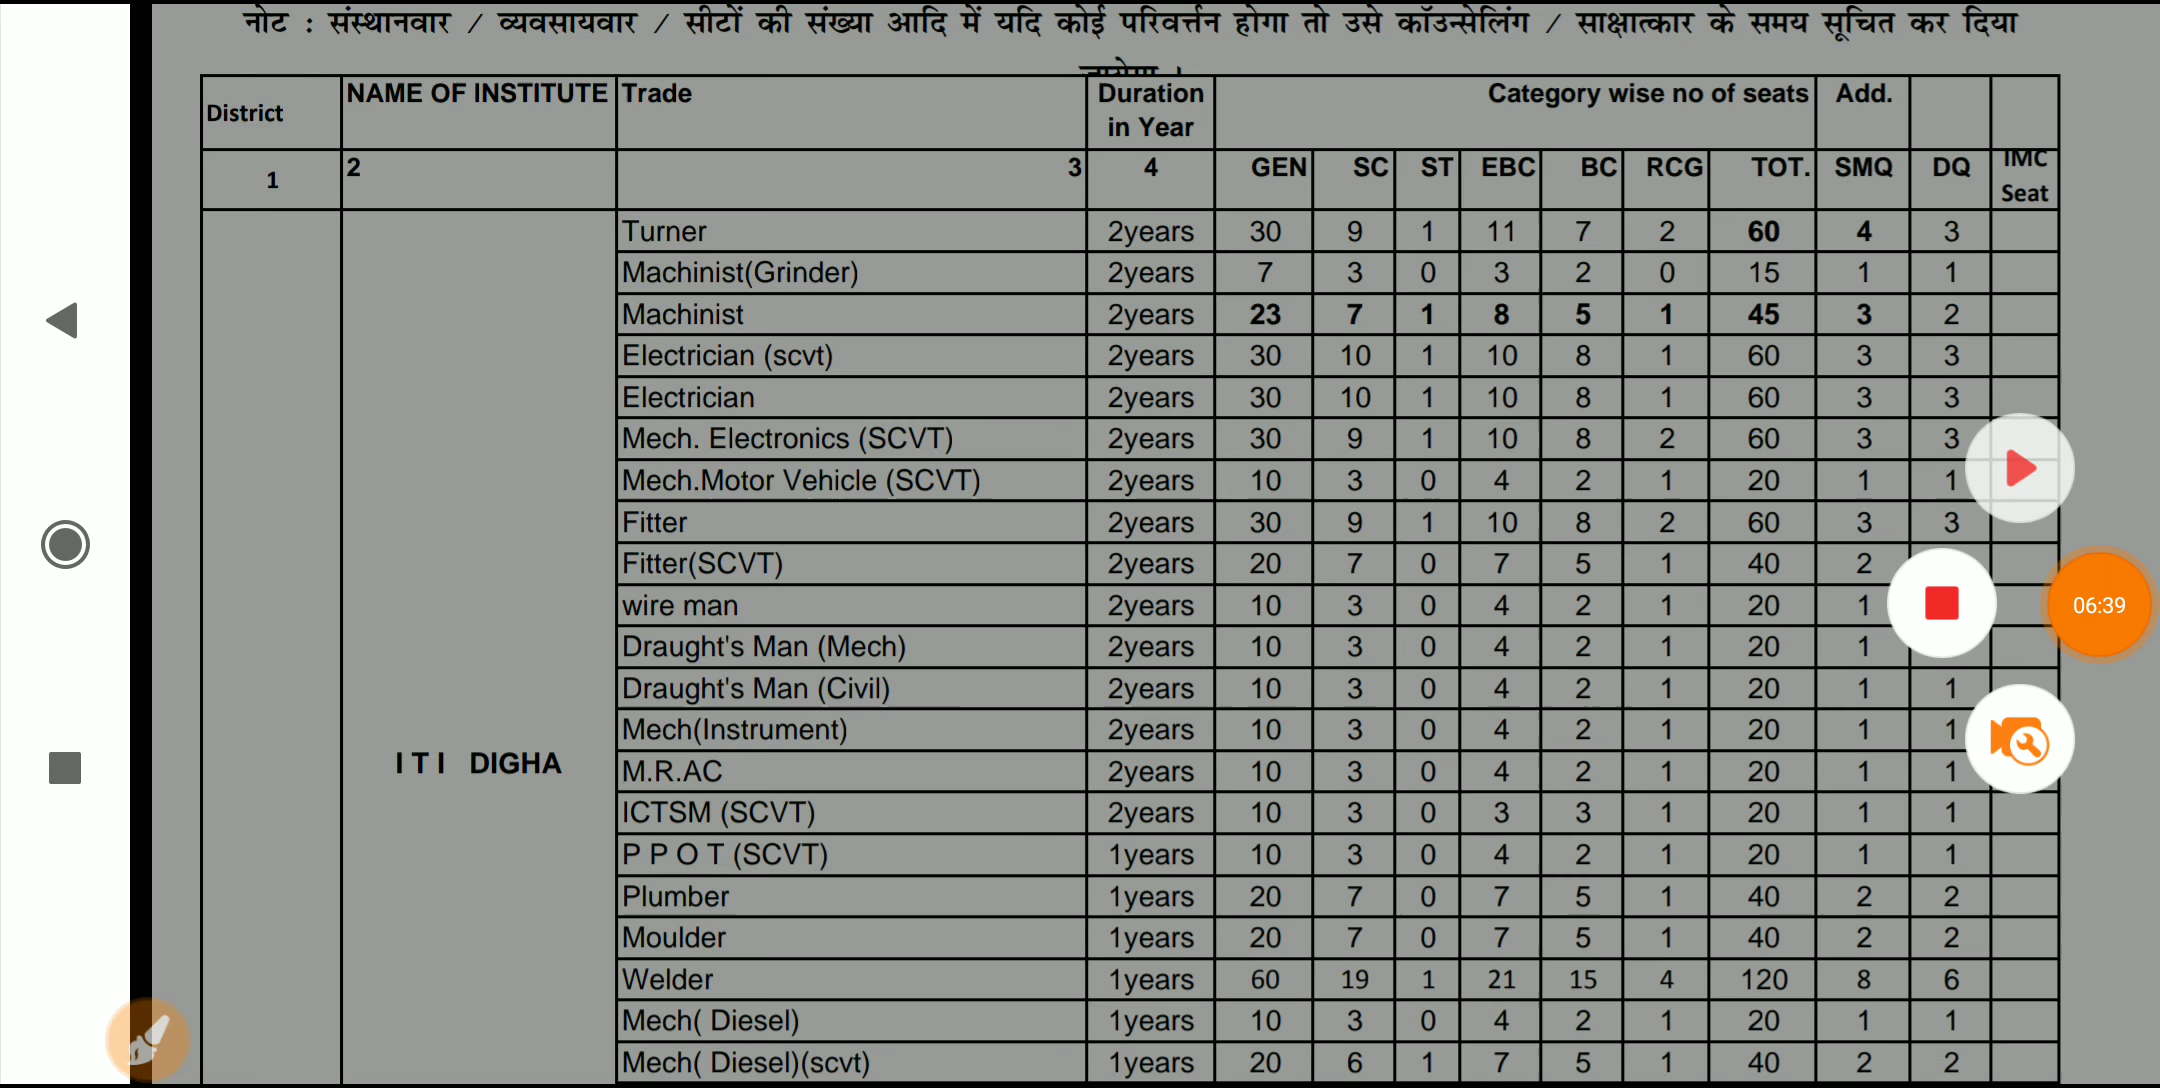 नोट : संस्थानवार / व्यवसायवार / सीटों की संख्या आदि में यदि कोई परिवर्त्तन होगा तो उसे कॉउन्सेलिंग / साक्षात्कार के समय सूचित कर दिया
District NAME OF INSTITUTE Trade Duration in Year Category wise no of seats Add.
1 2 3 4 GEN SC ST EBC BC RCG TOT. SMQ DQ IMC Seat
Turner 2years 30 9 1 11 7 2 60 4 3
Machinist(Grinder) 2years 7 3 0 3 2 0 15 1 1
Machinist 2years 23 7 1 8 5 1 45 3 2
Electrician (scvt) 2years 30 10 1 10 8 1 60 3 3
Electrician 2years 30 10 1 10 8 1 60 3 3
Mech. Electronics (SCVT) 2years 30 9 1 10 8 2 60 3 3
Mech.Motor Vehicle (SCVT) 2years 10 3 0 4 2 1 20 1 1
Fitter 2years 30 9 1 10 8 2 60 3 3
Fitter(SCVT) 2years 20 7 0 7 5 1 40 2
wire man 2years 10 3 0 4 2 1 20 1
06:39
Draught's Man (Mech) 2years 10 3 0 4 2 1 20 1
Draught's Man (Civil) 2years 10 3 0 4 2 1 20 1 1
Mech(Instrument) 2years 10 3 0 4 2 1 20 1 1
I T I DIGHA
M.R.AC 2years 10 3 0 4 2 1 20 1 1
ICTSM (SCVT) 2years 10 3 0 3 3 1 20 1 1
P P O T (SCVT) 1years 10 3 0 4 2 1 20 1 1
Plumber 1years 20 7 0 7 5 1 40 2 2
Moulder 1years 20 7 0 7 5 1 40 2 2
Welder 1years 60 19 1 21 15 4 120 8 6
Mech( Diesel) 1years 10 3 0 4 2 1 20 1 1
Mech( Diesel)(scvt) 1years 20 6 1 7 5 1 40 2 2